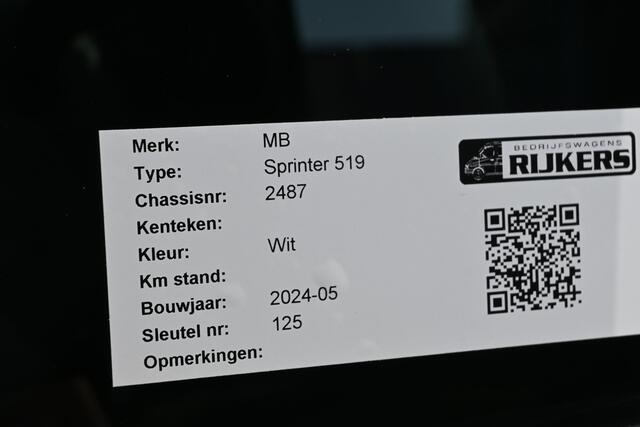 Merk: MB
Type: Sprinter 519
Chassisnr: 2487
Kenteken:
Kleur: Wit
Km stand:
Bouwjaar: 2024-05
Sleutel nr: 125
Opmerkingen:
BEDRIJFSWAGENS
RIJKERS